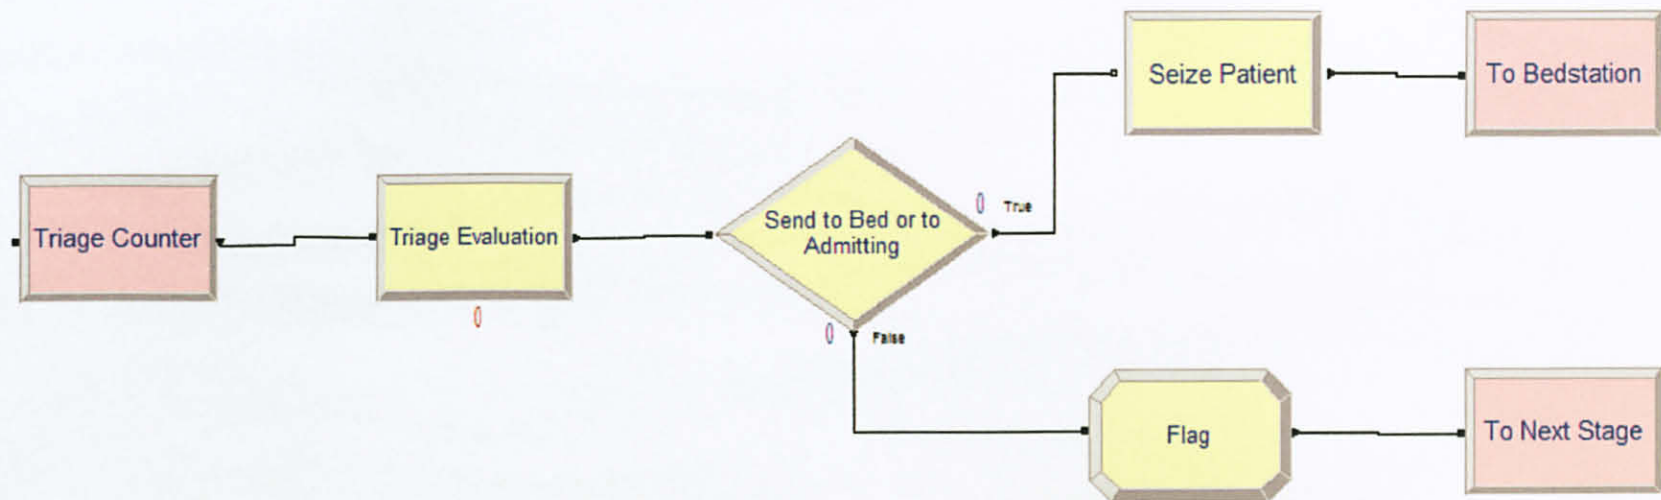 Seize Patient
To Bedstation
Triage Counter
Triage Evaluation
0
Send to Bed or to
Admitting
0
True
0
False
Flag
To Next Stage